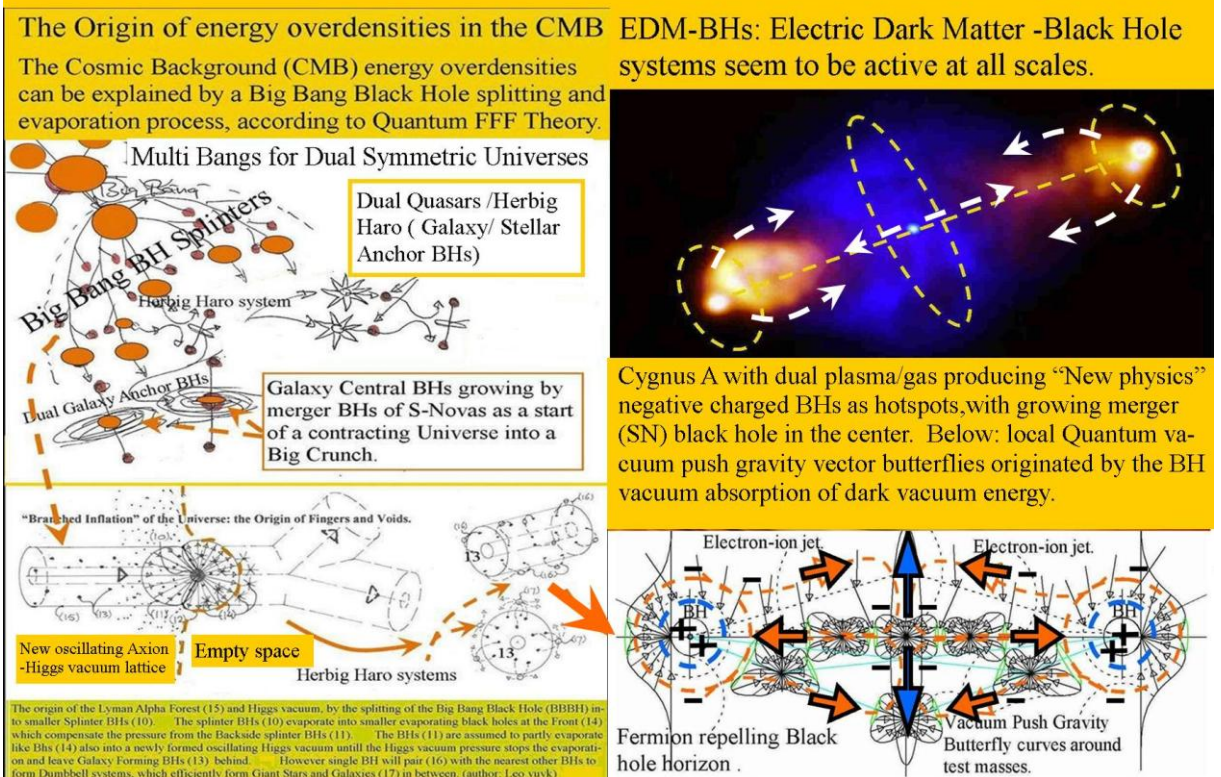 The Origin of energy overdensities in the CMB
The Cosmic Background (CMB) energy overdensities
can be explained by a Big Bang Black Hole splitting and
evaporation process, according to Quantum FFF Theory.
Multi Bangs for Dual Symmetric Universes
Big Bang
Dual Quasars /Herbig
Haro ( Galaxy/ Stellar
Anchor BHs)
Big Bang BH Splinters
Herbig Haro system
Dual Galaxy Anchor BHs
Galaxy Central BHs growing by
merger BHs of S-Novas as a start
of a contracting Universe into a
Big Crunch.
"Branched Inflation" of the Universe: the Origin of Fingers and Voids.
(10)
(15)
(13)
(11)
(12)
(14)
New oscillating Axion
-Higgs vacuum lattice
Empty space
Herbig Haro systems
(16)
13
(16)
(17)
(17)
.13
The origin of the Lyman Alpha Forest (15) and Higgs vacuum, by the splitting of the Big Bang Black Hole (BBBH) in-
to smaller Splinter BHs (10). The splinter BHs (10) evaporate into smaller evaporating black holes at the Front (14)
which compensate the pressure from the Backside splinter BHs (11). The BHs (11) are assumed to partly evaporate
like Bhs (14) also into a newly formed oscillating Higgs vacuum untill the Higgs vacuum pressure stops the evaporati-
on and leave Galaxy Forming BHs (13) behind. However single BH will pair (16) with the nearest other BHs to
form Dumbbell systems, which efficiently form Giant Stars and Galaxies (17) in between. (author: Leo vuyk)
EDM-BHs: Electric Dark Matter -Black Hole
systems seem to be active at all scales.
Cygnus A with dual plasma/gas producing “New physics”
negative charged BHs as hotspots,with growing merger
(SN) black hole in the center. Below: local Quantum va-
cuum push gravity vector butterflies originated by the BH
vacuum absorption of dark vacuum energy.
Electron-ion jet.
Electron-ion jet.
BH
BH
Fermion repelling Black
hole horizon .
Vacuum Push Gravity
Butterfly curves around
test masses.